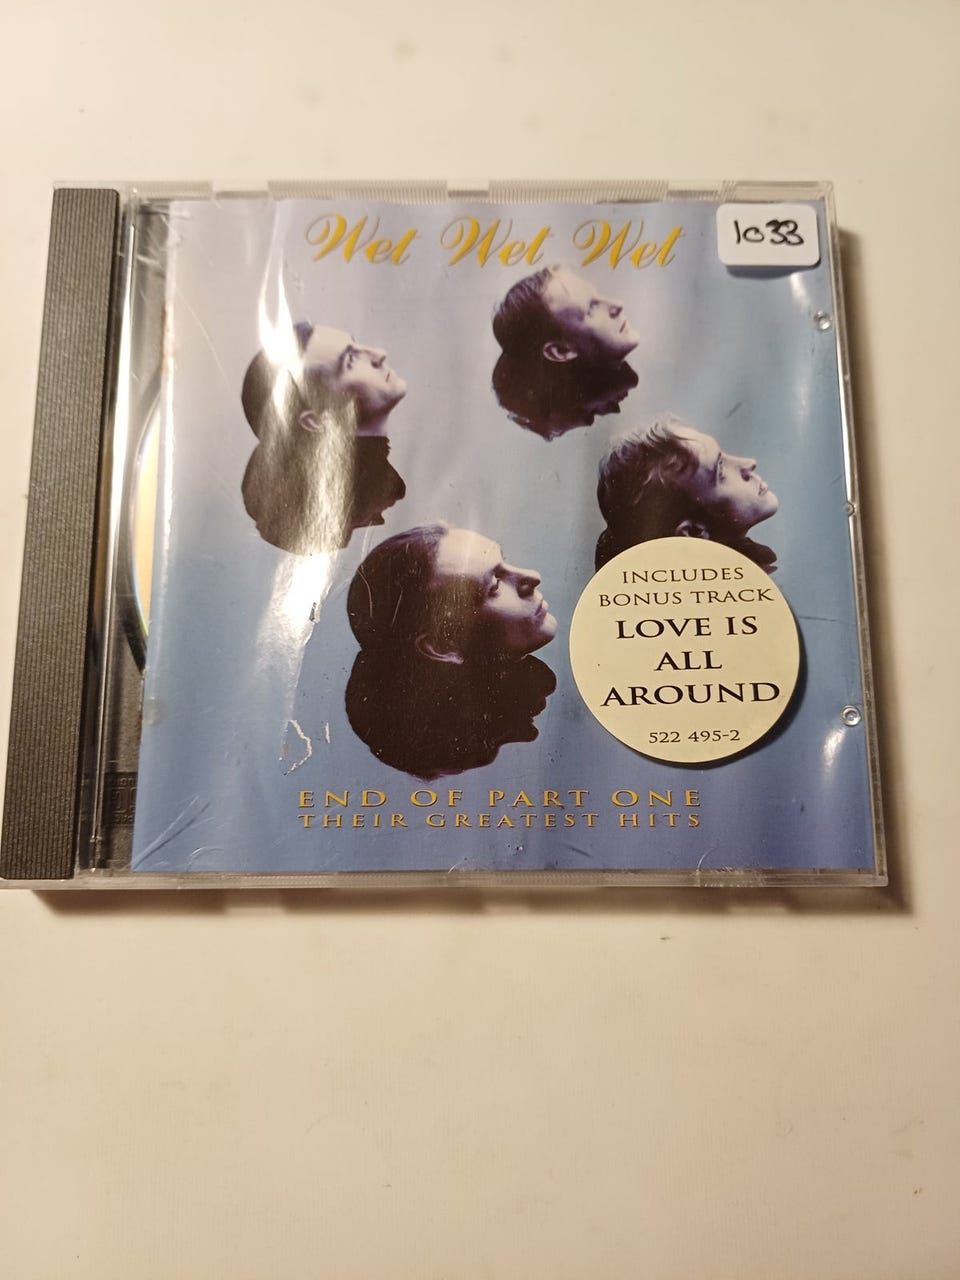 Wet Wet Wet
1033
INCLUDES
BONUS TRACK
LOVE IS
ALL
AROUND
522 495-2
END OF PART ONE
THEIR GREATEST HITS